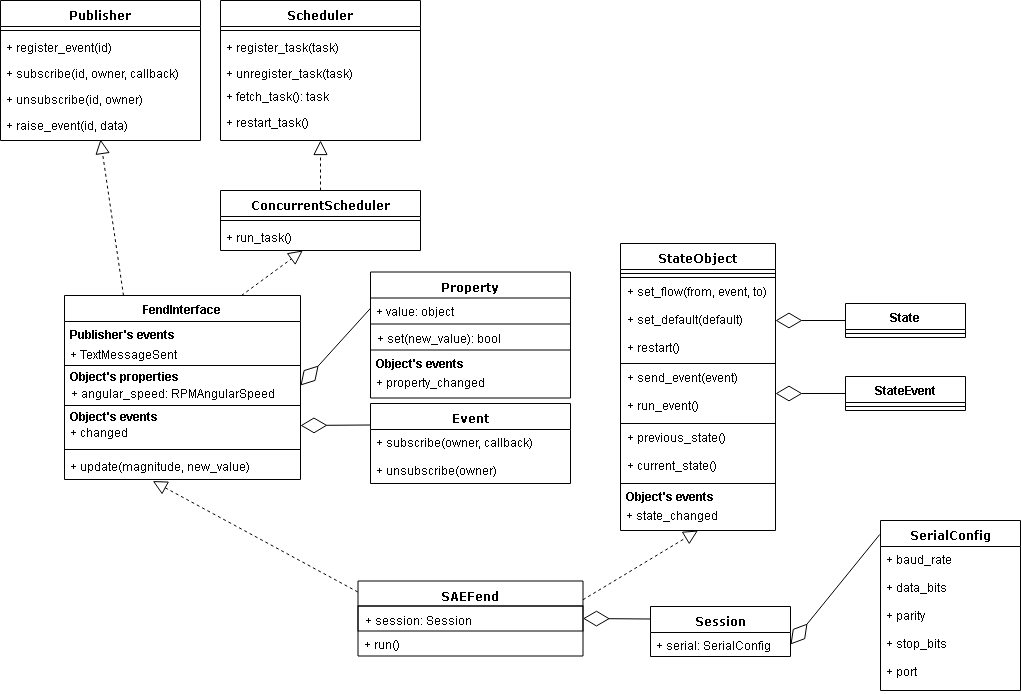 Publisher
+ register_event(id)
+ subscribe(id, owner, callback)
+ unsubscribe(id, owner)
+ raise_event(id, data)
Scheduler
+ register_task(task)
+ unregister_task(task)
+ fetch_task(): task
+ restart_task()
ConcurrentScheduler
+ run_task()
FendInterface
Publisher's events
+ TextMessageSent
Object's properties
+ angular_speed: RPMAngularSpeed
Object's events
+ changed
+ update(magnitude, new_value)
Property
+ value: object
+ set(new_value): bool
Object's events
+ property_changed
Event
+ subscribe(owner, callback)
+ unsubscribe(owner)
StateObject
+ set_flow(from, event, to)
+ set_default(default)
+ restart()
+ send_event(event)
+ run_event()
+ previous_state()
+ current_state()
Object's events
+ state_changed
State
StateEvent
SAEFend
+ session: Session
+ run()
Session
+ serial: SerialConfig
SerialConfig
+ baud_rate
+ data_bits
+ parity
+ stop_bits
+ port